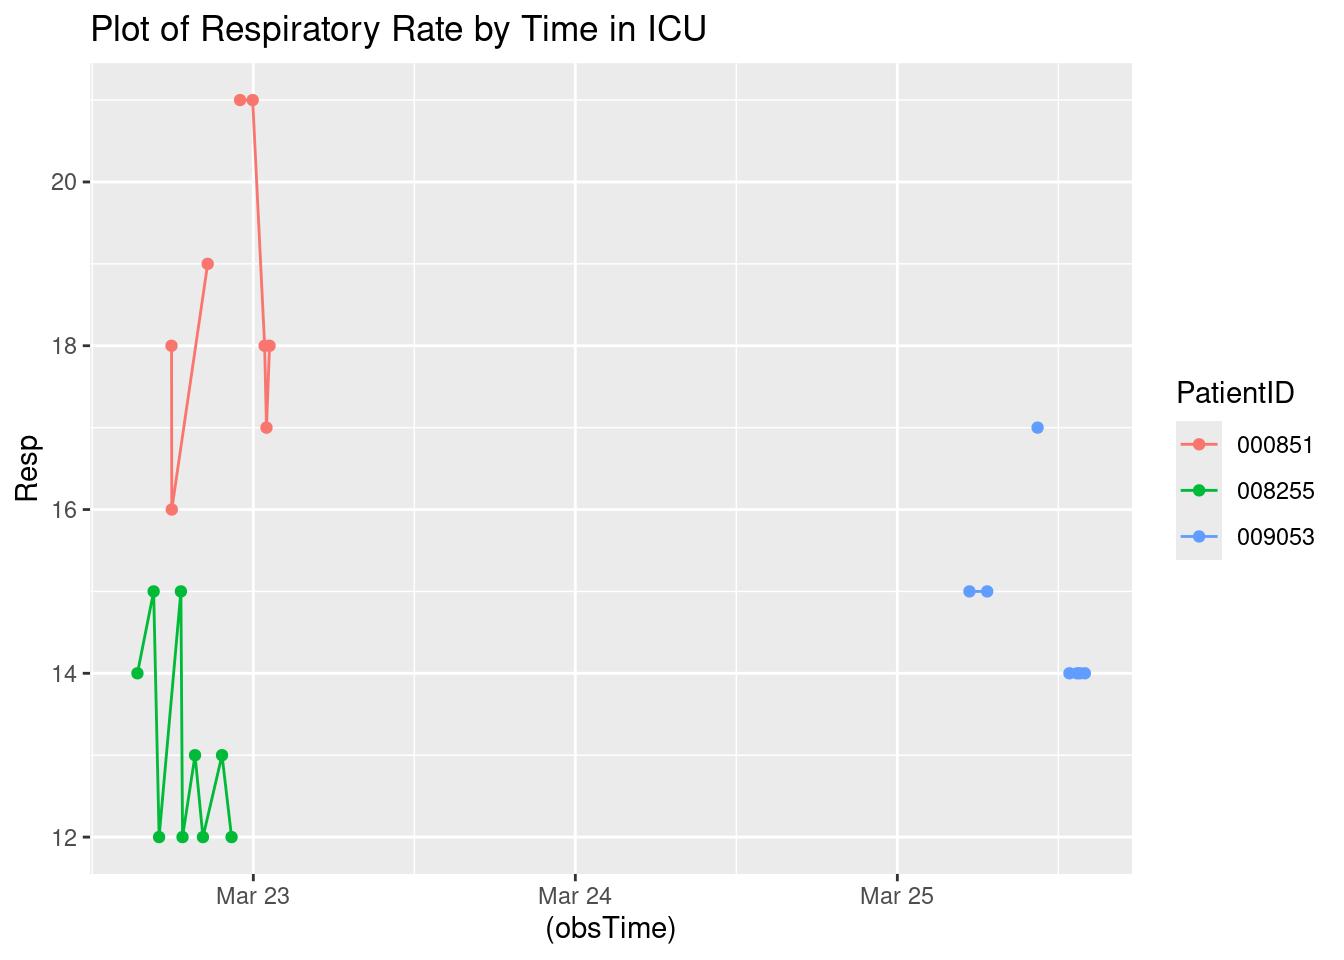 Plot of Respiratory Rate by Time in ICU
Resp
20
18
16
14
12
Mar 23
Mar 24
Mar 25
(obsTime)
PatientID
000851
008255
009053